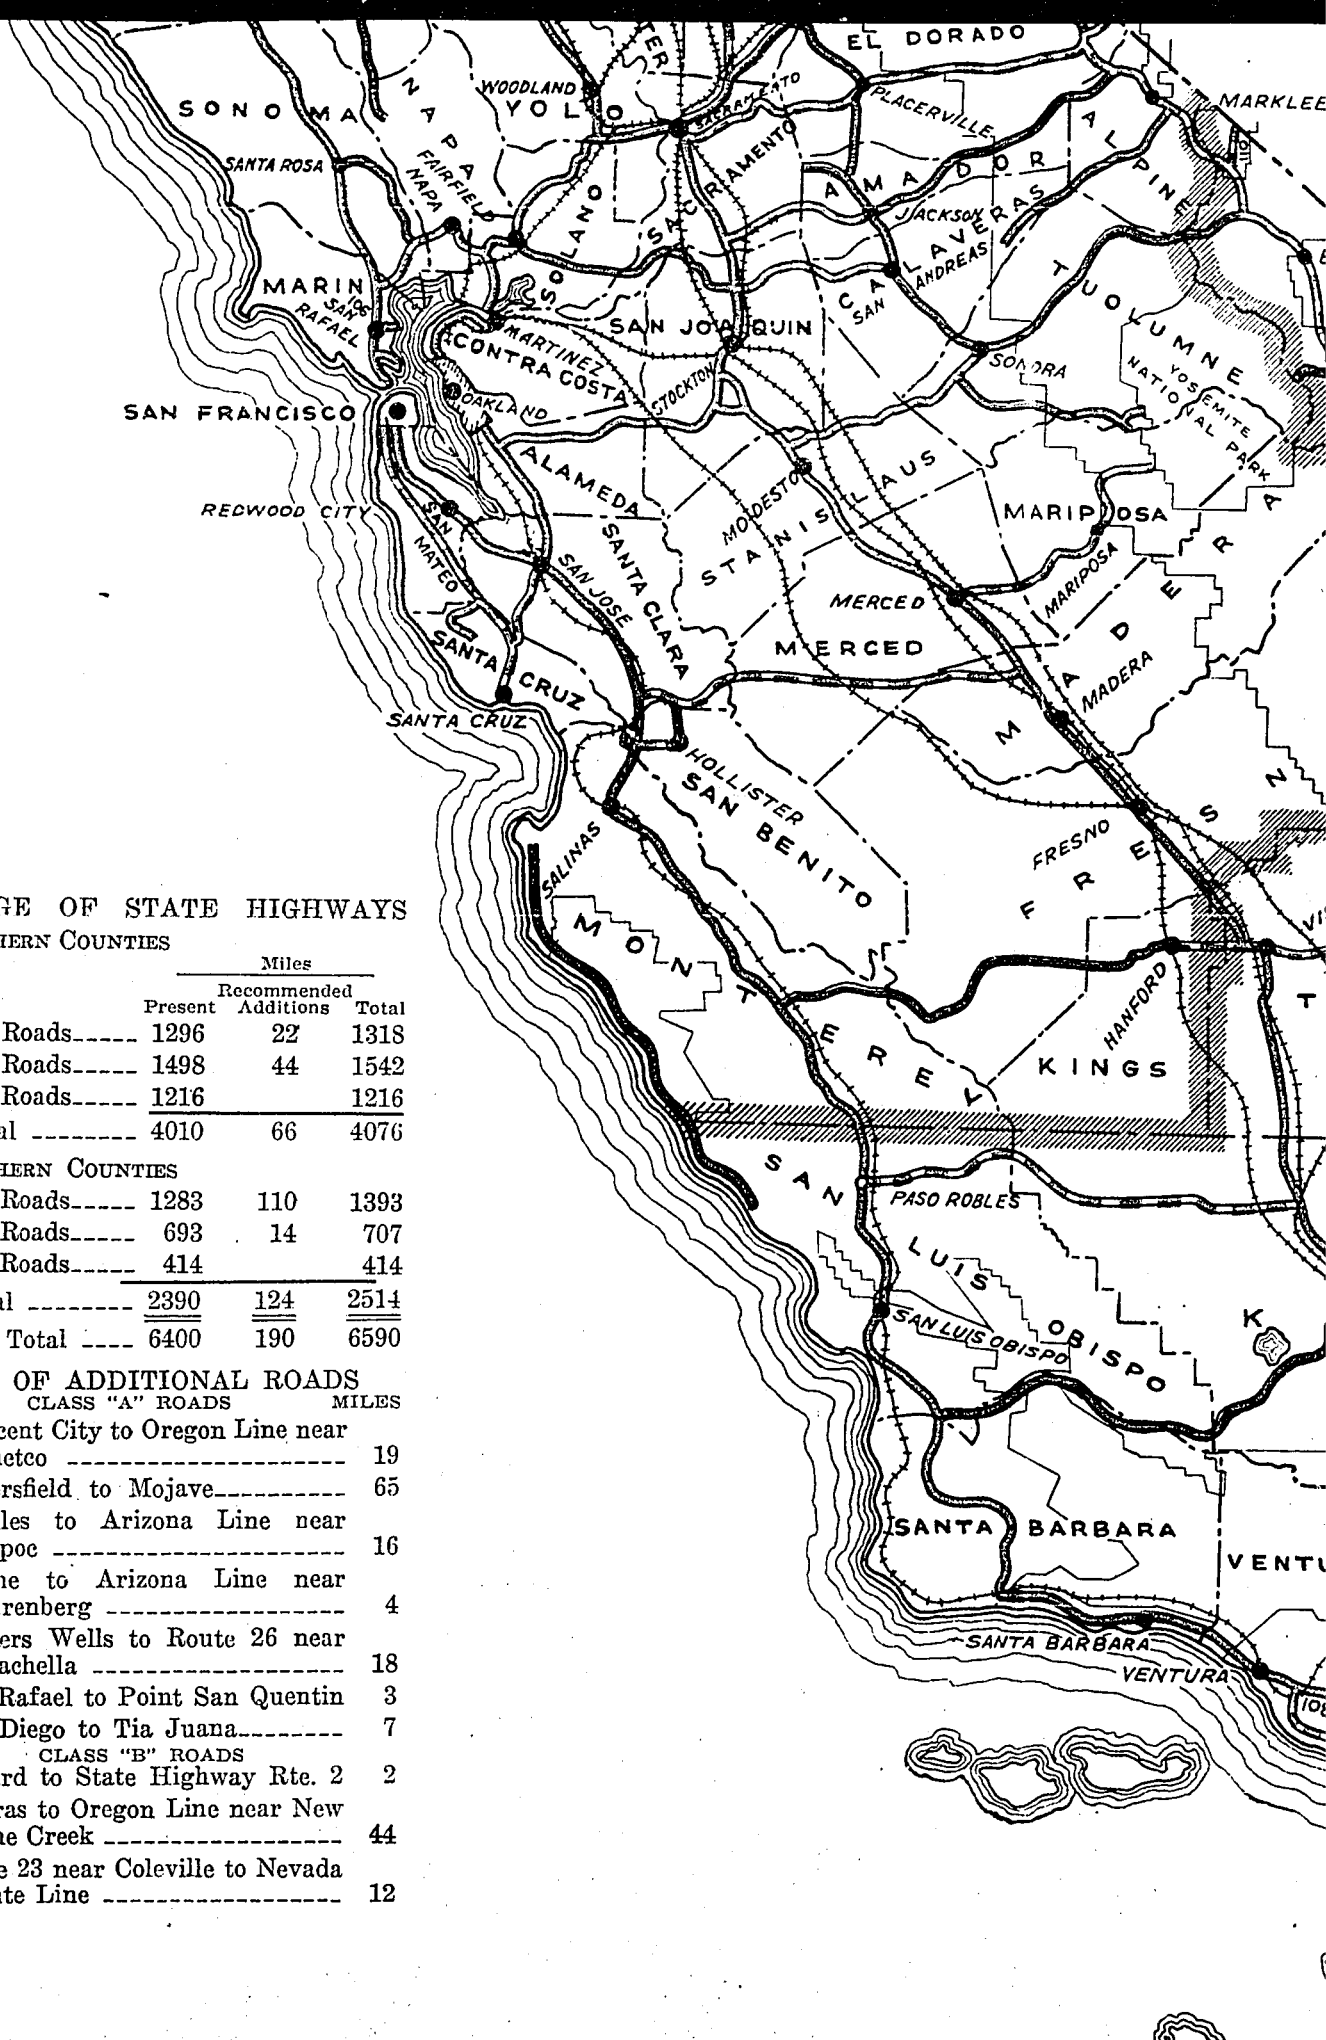 EL DORADO
WOODLAND
YOLO
SACRAMENTO
PLACERVILLE
MARKLEE
SONOMA
NAPA
ALPINE
SANTA ROSA
FAIRFIELD
NAPA
SOLANO
SACRAMENTO
AMADOR
JACKSON
CALAVERAS
SAN
ANDREAS
TUOLUMNE
MARIN
106
SAN
RAFAEL
MARTINEZ
CONTRA COSTA
SAN JOAQUIN
STOCKTON
SONORA
YOSEMITE
NATIONAL PARK
SAN FRANCISCO
OAKLAND
ALAMEDA
MODESTO
STANISLAUS
REDWOOD CITY
SAN
MATEO
SANTA CLARA
SAN JOSE
MARIPOSA
MARIPOSA
MERCED
MERCED
MADERA
MADERA
SANTA
CRUZ
SANTA CRUZ
HOLLISTER
SAN BENITO
SALINAS
FRESNO
FRESNO
MONTEREY
HANFORD
KINGS
VIS
T
SAN
LUIS
OBISPO
PASO ROBLES
SAN LUIS OBISPO
K
SANTA BARBARA
VENTU
SANTA BARBARA
VENTURA
108
GE OF STATE HIGHWAYS
HERN COUNTIES
Miles
Recommended
Present Additions Total
Roads----- 1296 22 1318
Roads----- 1498 44 1542
Roads----- 1216 1216
al -------- 4010 66 4076
HERN COUNTIES
Roads----- 1283 110 1393
Roads----- 693 14 707
Roads----- 414 414
al -------- 2390 124 2514
Total ---- 6400 190 6590
OF ADDITIONAL ROADS
CLASS "A" ROADS MILES
cent City to Oregon Line near
etco --------------------- 19
rsfield to Mojave---------- 65
les to Arizona Line near
poc ---------------------- 16
ne to Arizona Line near
renberg ------------------ 4
ers Wells to Route 26 near
achella ------------------- 18
Rafael to Point San Quentin 3
Diego to Tia Juana-------- 7
CLASS "B" ROADS
rd to State Highway Rte. 2 2
ras to Oregon Line near New
ne Creek ------------------ 44
e 23 near Coleville to Nevada
te Line ------------------ 12